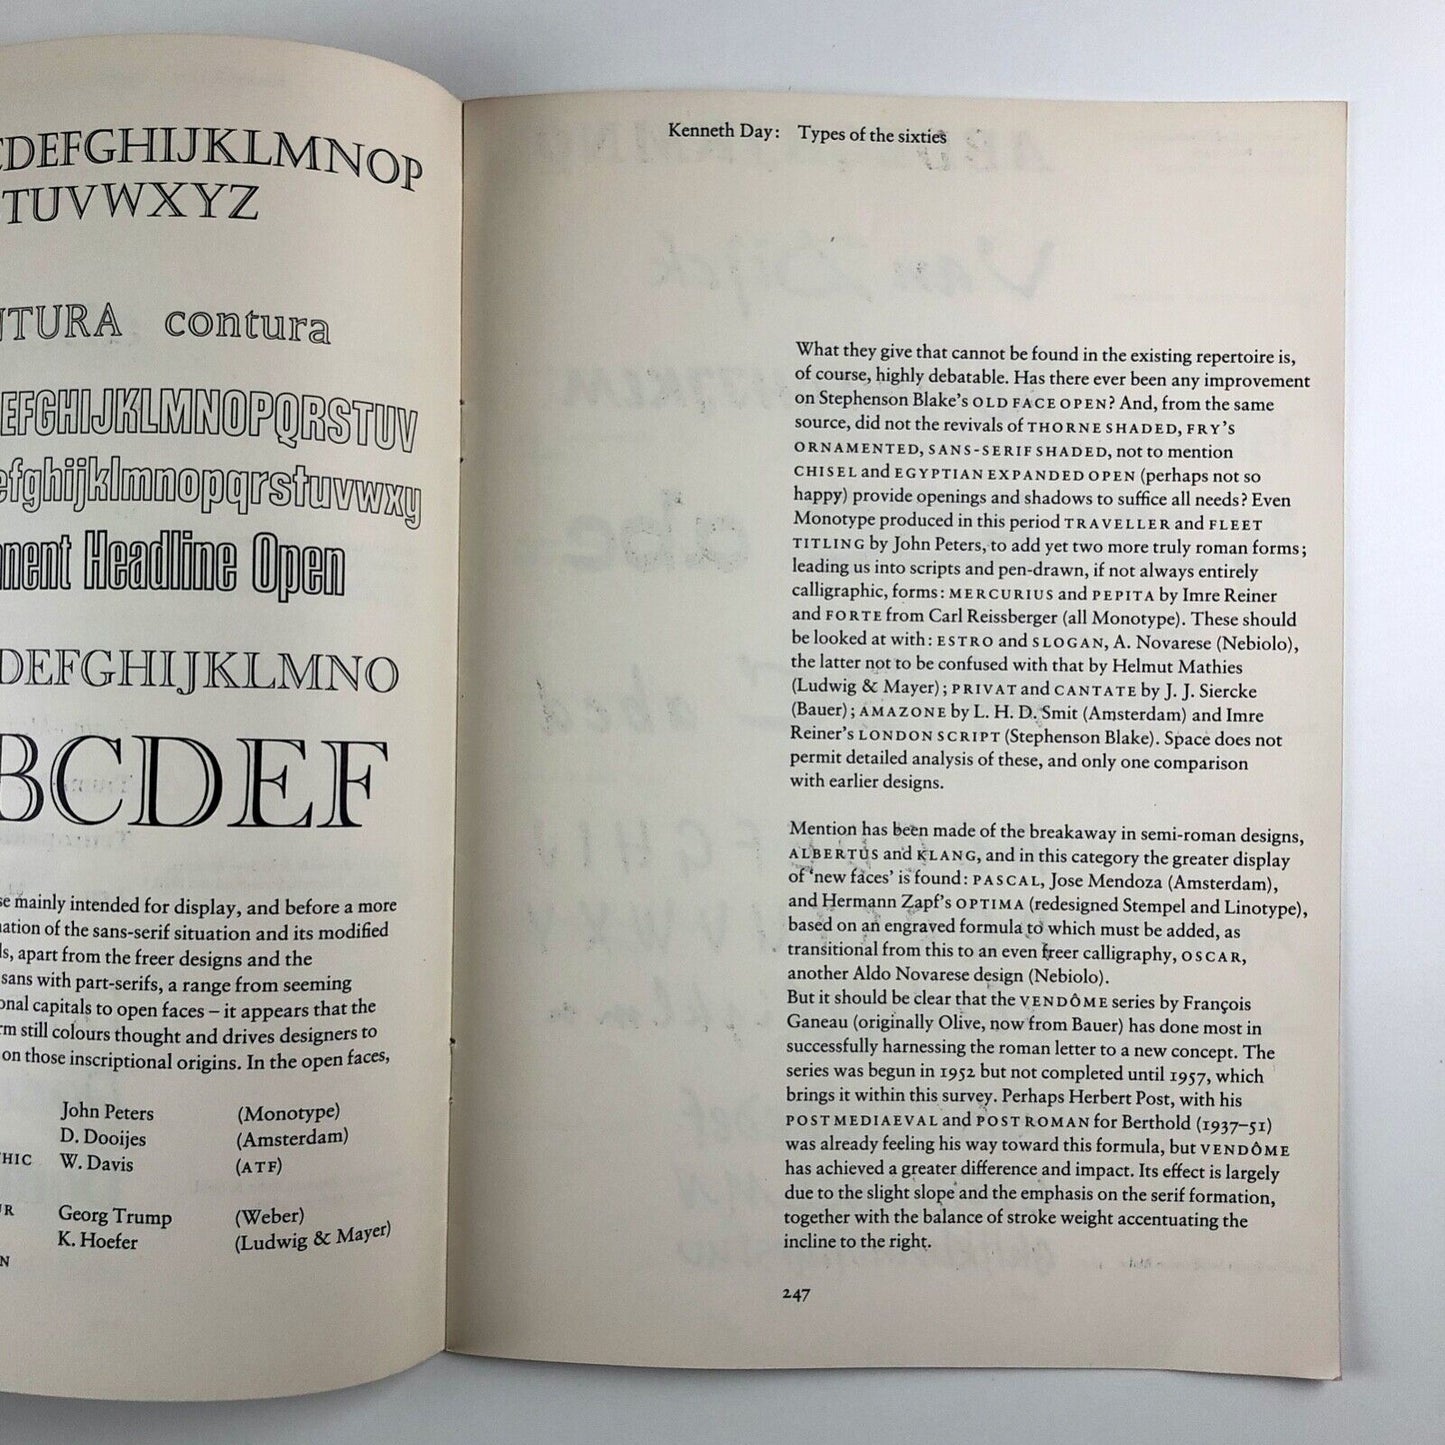 CDEFGHIJKLMNOP
TUVWXYZ
NTURA contura
EFGHIJKLMNOPQRSTUV
efghijklmnopqrstuvwxy
Headline Open
DEFGHIJKLMNO
BCDEF
mainly intended for display, and before a more
of the sans-serif situation and its modified
apart from the freer designs and the
sans with part-serifs, a range from seeming
capitals to open faces – it appears that the
still colours thought and drives designers to
on those inscriptional origins. In the open faces,
John Peters (Monotype)
D. Dooijes (Amsterdam)
W. Davis (ATF)
Georg Trump (Weber)
K. Hoefer (Ludwig & Mayer)
Kenneth Day: Types of the sixties
What they give that cannot be found in the existing repertoire is,
of course, highly debatable. Has there ever been any improvement
on Stephenson Blake's OLD FACE OPEN? And, from the same
source, did not the revivals of THORNE SHADED, FRY'S
ORNAMENTED, SANS-SERIF SHADED, not to mention
CHISEL and EGYPTIAN EXPANDED OPEN (perhaps not so
happy) provide openings and shadows to suffice all needs? Even
Monotype produced in this period TRAVELLER and FLEET
TITLING by John Peters, to add yet two more truly roman forms;
leading us into scripts and pen-drawn, if not always entirely
calligraphic, forms: MERCURIUS and PEPITA by Imre Reiner
and FORTE from Carl Reissberger (all Monotype). These should
be looked at with: ESTRO and SLOGAN, A. Novarese (Nebiolo),
the latter not to be confused with that by Helmut Mathies
(Ludwig & Mayer); PRIVAT and CANTATE by J. J. Siercke
(Bauer); AMAZONE by L. H. D. Smit (Amsterdam) and Imre
Reiner's LONDON SCRIPT (Stephenson Blake). Space does not
permit detailed analysis of these, and only one comparison
with earlier designs.
Mention has been made of the breakaway in semi-roman designs,
ALBERTUS and KLANG, and in this category the greater display
of 'new faces' is found: PASCAL, Jose Mendoza (Amsterdam),
and Hermann Zapf's OPTIMA (redesigned Stempel and Linotype),
based on an engraved formula to which must be added, as
transitional from this to an even freer calligraphy, OSCAR,
another Aldo Novarese design (Nebiolo).
But it should be clear that the VENDÔME series by François
Ganeau (originally Olive, now from Bauer) has done most in
successfully harnessing the roman letter to a new concept. The
series was begun in 1952 but not completed until 1957, which
brings it within this survey. Perhaps Herbert Post, with his
POST MEDIAEVAL and POST ROMAN for Berthold (1937–51)
was already feeling his way toward this formula, but VENDÔME
has achieved a greater difference and impact. Its effect is largely
due to the slight slope and the emphasis on the serif formation,
together with the balance of stroke weight accentuating the
incline to the right.
247